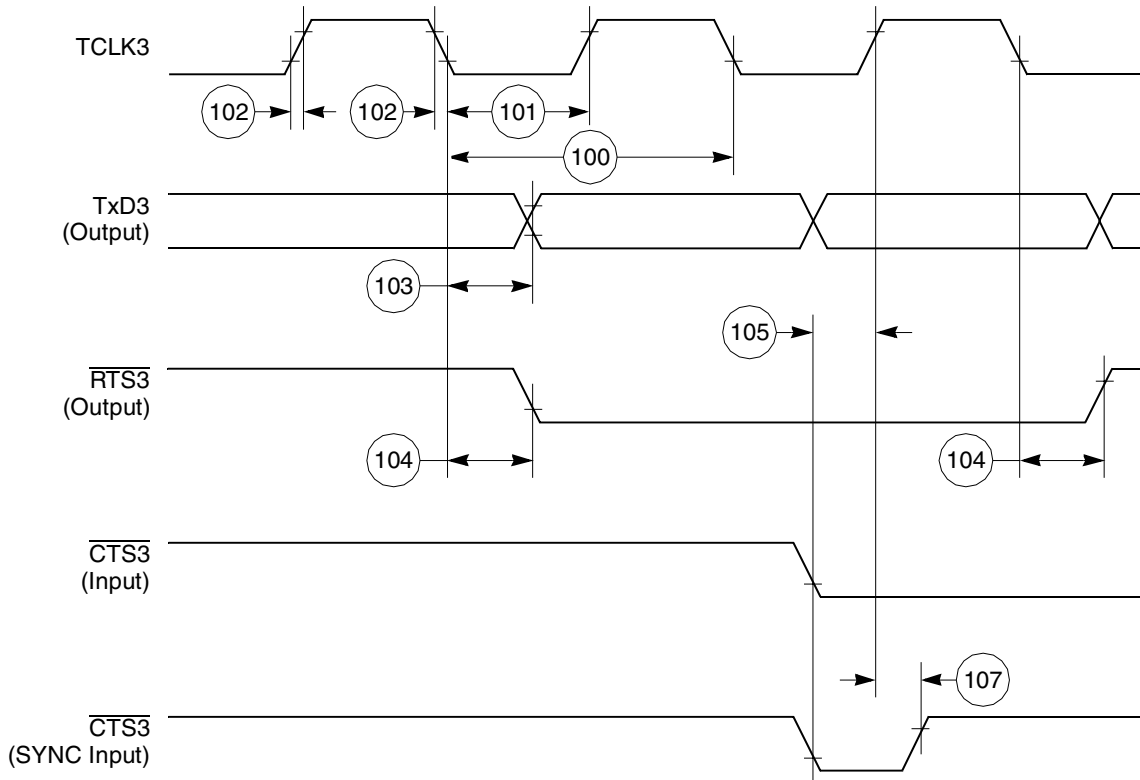 TCLK3
102
102
101
100
TxD3
(Output)
103
105
RTS3
(Output)
104
104
CTS3
(Input)
107
CTS3
(SYNC Input)